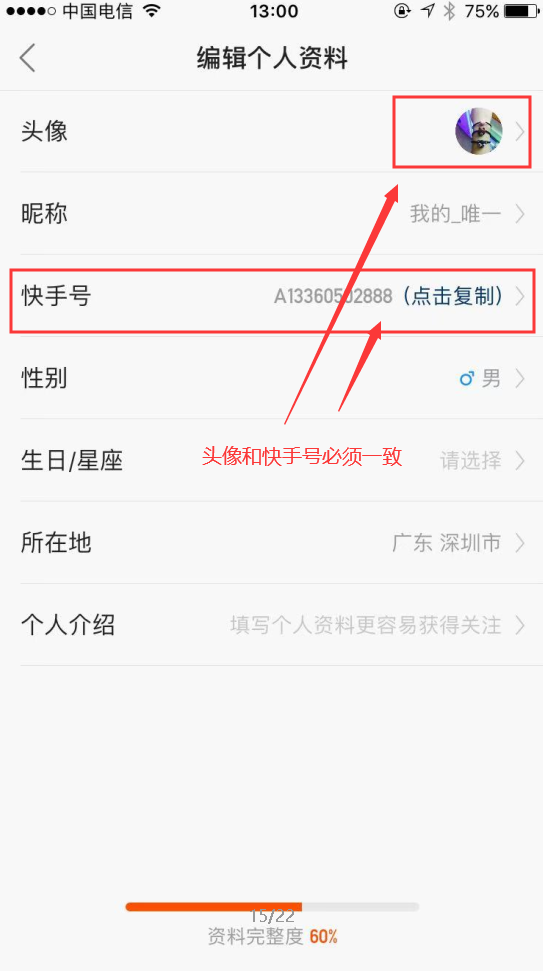 中国电信 13:00 75%
编辑个人资料
头像
昵称 我的_唯一
快手号 A13360502888 (点击复制)
性别 男
头像和快手号必须一致
生日/星座 请选择
所在地 广东 深圳市
个人介绍 填写个人资料更容易获得关注
15/22
资料完整度 60%